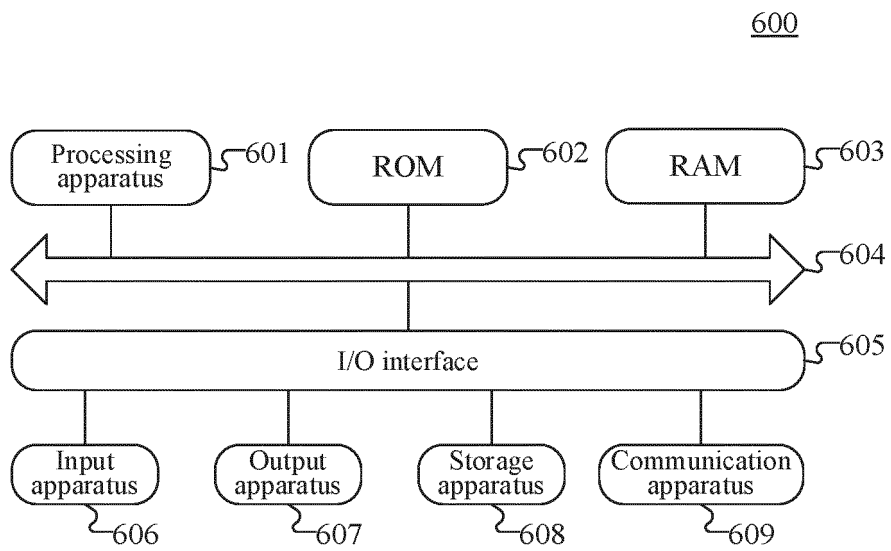 600
Processing
apparatus
601
ROM
602
RAM
603
604
I/O interface
605
Input
apparatus
606
Output
apparatus
607
Storage
apparatus
608
Communication
apparatus
609